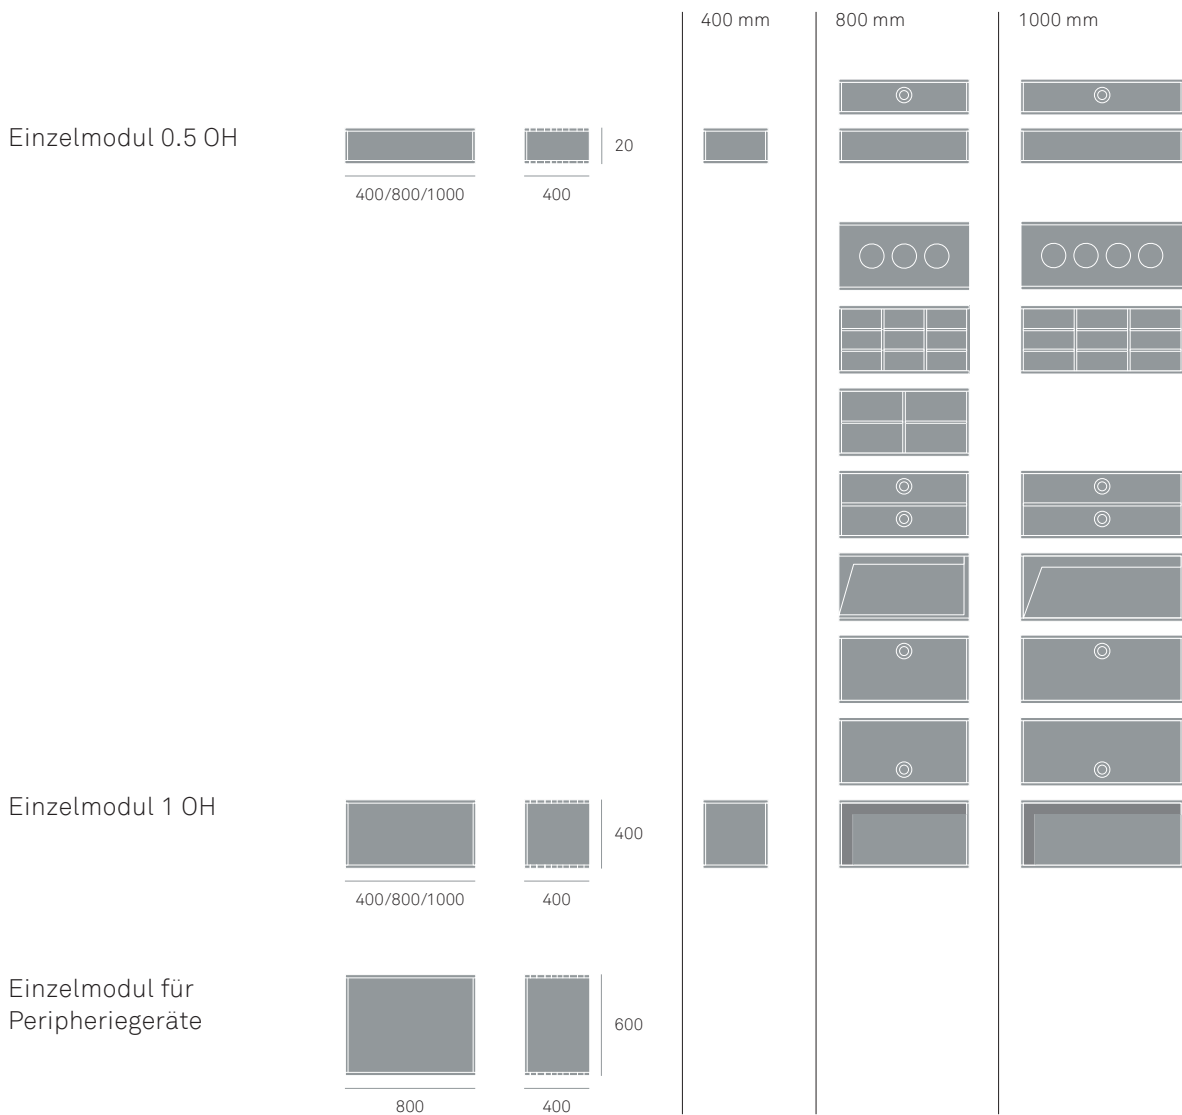 400 mm
800 mm
1000 mm
Einzelmodul 0.5 OH
20
400/800/1000
400
Einzelmodul 1 OH
400
400/800/1000
400
Einzelmodul für
Peripheriegeräte
600
800
400